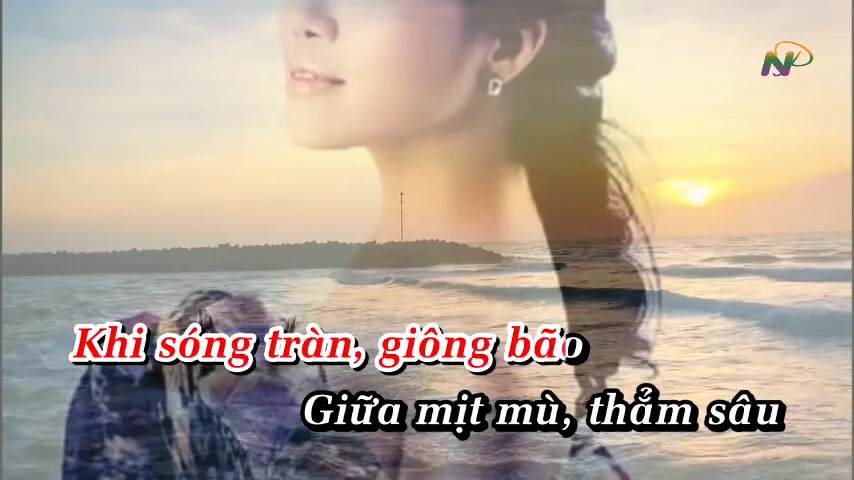 Khi sóng tràn, giông bão
Giữa mịt mù, thẳm sâu